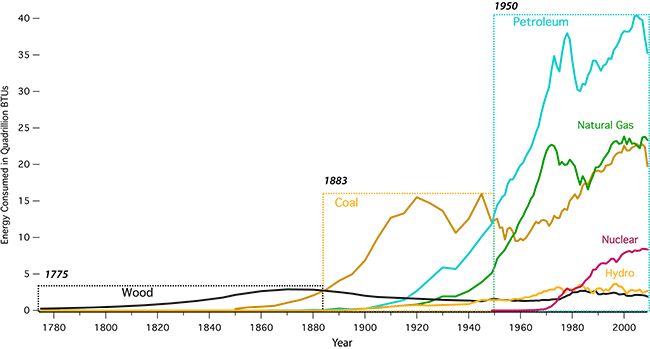 1950
Petroleum
Natural Gas
1883
Coal
Nuclear
1775
Wood
Hydro
Energy Consumed in Quadrillion BTUs
40
35
30
25
20
15
10
5
0
1780 1800 1820 1840 1860 1880 1900 1920 1940 1960 1980 2000
Year